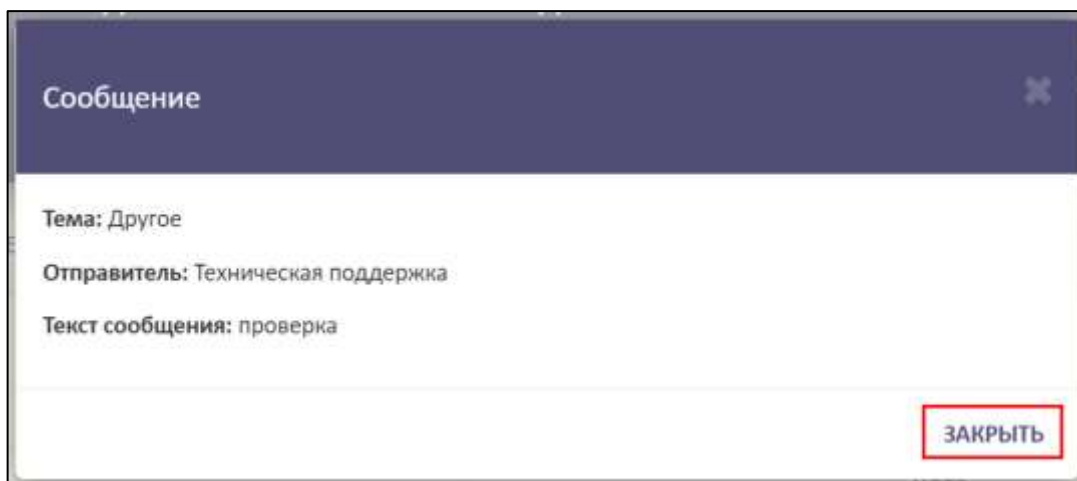 Сообщение
Тема: Другое
Отправитель: Техническая поддержка
Текст сообщения: проверка
ЗАКРЫТЬ